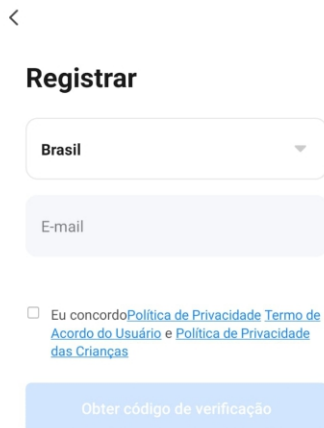 Registrar
Brasil
E-mail
Eu concordoPolítica de Privacidade Termo de
Acordo do Usuário e Política de Privacidade
das Crianças
Obter código de verificação